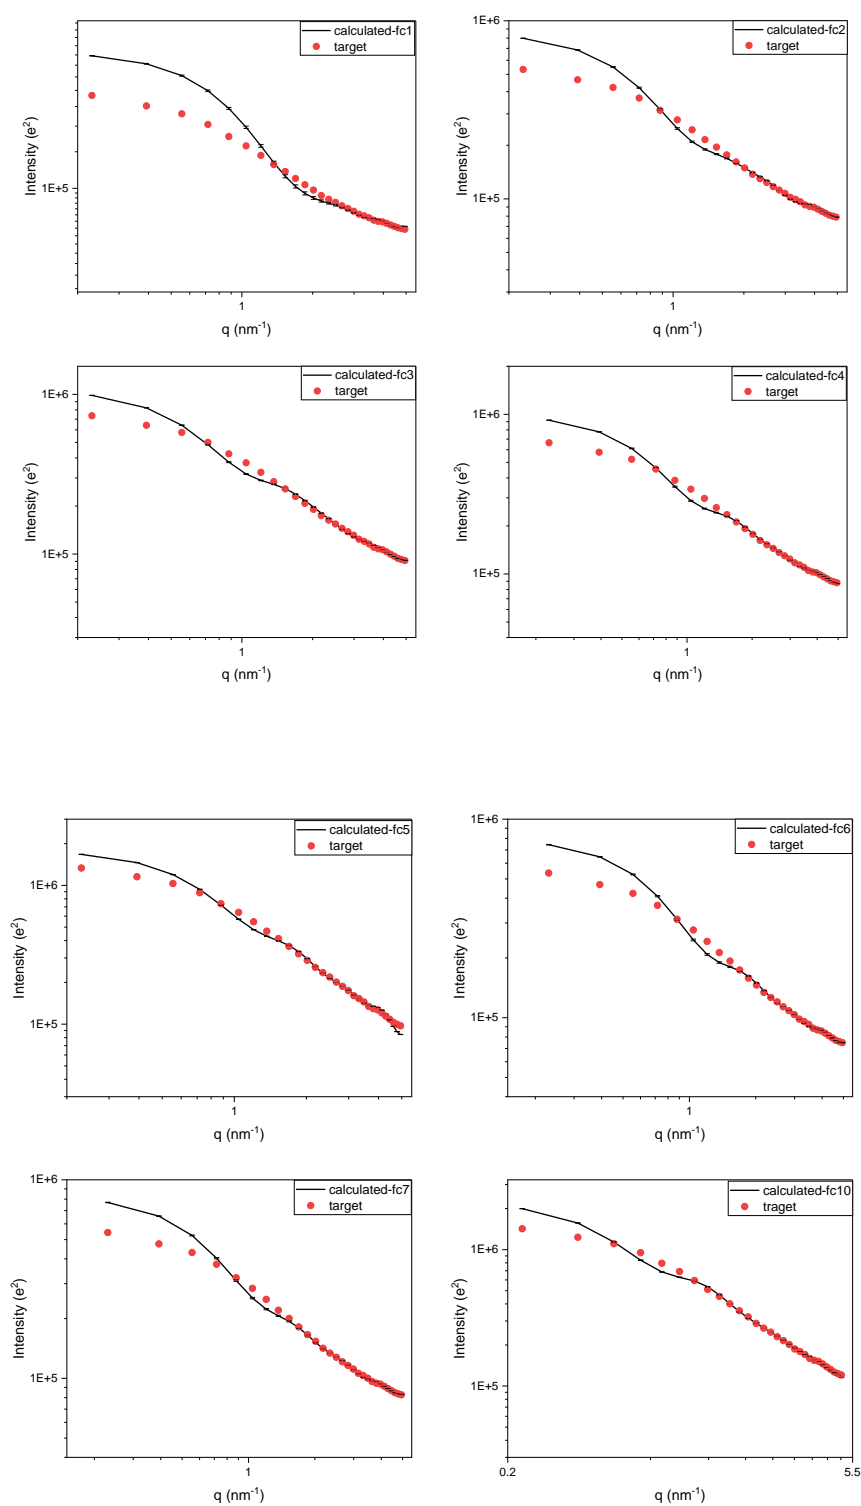 calculated-fc1
target
1E+5
Intensity (e²)
1
q (nm⁻¹)
calculated-fc2
target
1E+6
1E+5
Intensity (e²)
1
q (nm⁻¹)
calculated-fc3
target
1E+6
1E+5
Intensity (e²)
1
q (nm⁻¹)
calculated-fc4
target
1E+6
1E+5
Intensity (e²)
1
q (nm⁻¹)
calculated-fc5
target
1E+6
1E+5
Intensity (e²)
1
q (nm⁻¹)
calculated-fc6
target
1E+6
1E+5
Intensity (e²)
1
q (nm⁻¹)
calculated-fc7
target
1E+6
1E+5
Intensity (e²)
1
q (nm⁻¹)
calculated-fc10
traget
1E+6
1E+5
Intensity (e²)
0.2
5.5
q (nm⁻¹)